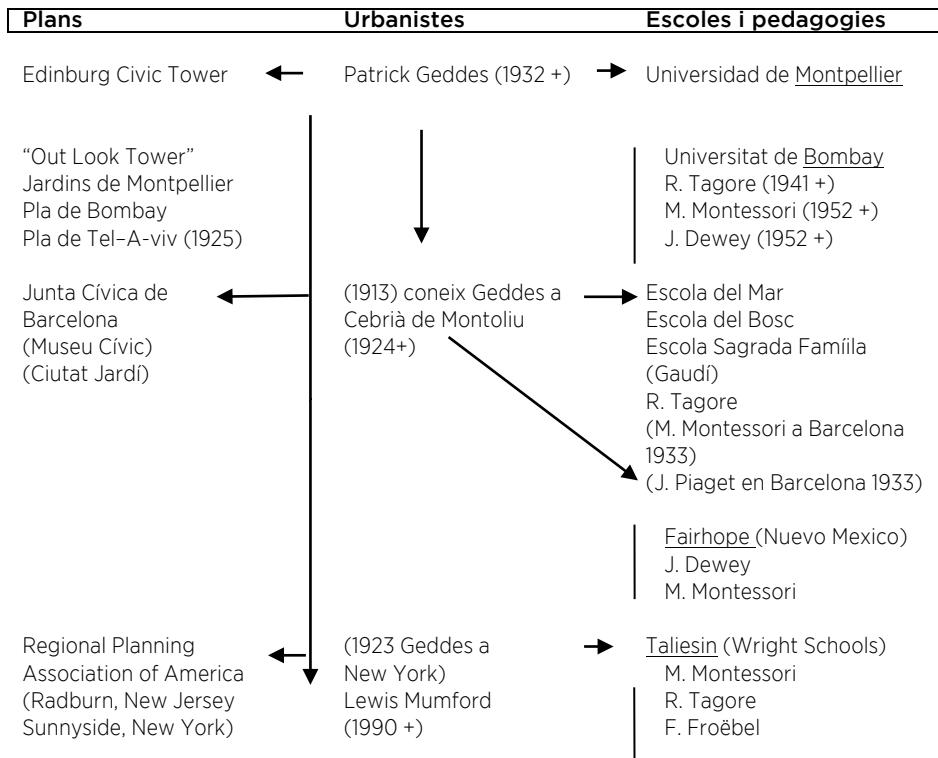 Plans Urbanistes Escoles i pedagogies
Edinburg Civic Tower Patrick Geddes (1932 +) Universidad de Montpellier
“Out Look Tower”
Jardins de Montpellier
Pla de Bombay
Pla de Tel–A-viv (1925)
Universitat de Bombay
R. Tagore (1941 +)
M. Montessori (1952 +)
J. Dewey (1952 +)
Junta Cívica de
Barcelona
(Museu Cívic)
(Ciutat Jardí)
(1913) coneix Geddes a
Cebrià de Montoliu
(1924+)
Escola del Mar
Escola del Bosc
Escola Sagrada Famíila
(Gaudí)
R. Tagore
(M. Montessori a Barcelona
1933)
(J. Piaget en Barcelona 1933)
Fairhope (Nuevo Mexico)
J. Dewey
M. Montessori
Regional Planning
Association of America
(Radburn, New Jersey
Sunnyside, New York)
(1923 Geddes a
New York)
Lewis Mumford
(1990 +)
Taliesin (Wright Schools)
M. Montessori
R. Tagore
F. Froëbel